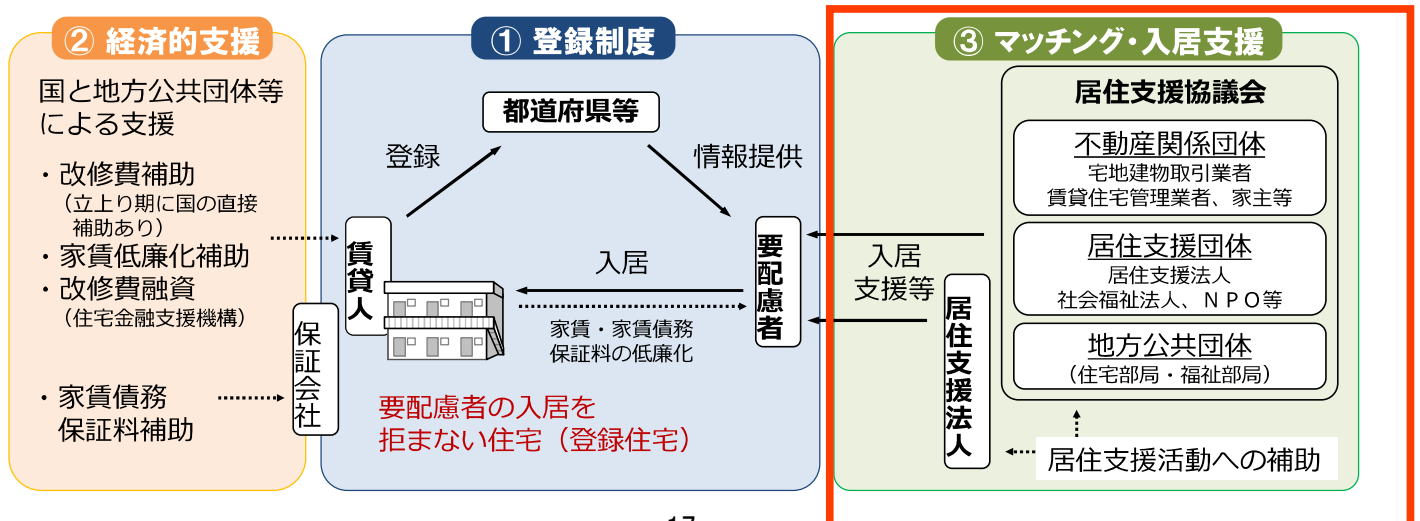 ② 経済的支援
国と地方公共団体等
による支援
・改修費補助
（立上り期に国の直接
補助あり）
・家賃低廉化補助
・改修費融資
（住宅金融支援機構）
・家賃債務
保証料補助
保証会社
① 登録制度
都道府県等
登録
情報提供
賃貸人
入居
家賃・家賃債務
保証料の低廉化
要配慮者
要配慮者の入居を
拒まない住宅（登録住宅）
③ マッチング・入居支援
居住支援協議会
不動産関係団体
宅地建物取引業者
賃貸住宅管理業者、家主等
居住支援団体
居住支援法人
社会福祉法人、ＮＰＯ等
地方公共団体
（住宅部局・福祉部局）
入居
支援等
居住支援法人
居住支援活動への補助
17